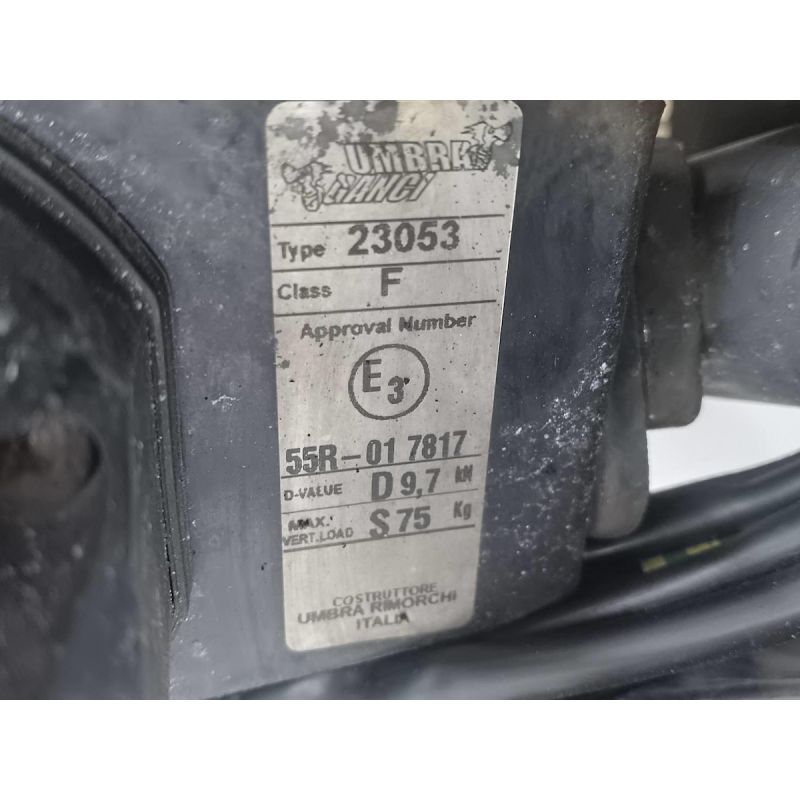 UMBRA
GANCI
Type 23053
Class F
Approval Number
E3
55R-01 7817
D-VALUE D 9,7 kN
MAX. VERT.LOAD S 75 Kg
COSTRUTTORE
UMBRA RIMORCHI
ITALIA